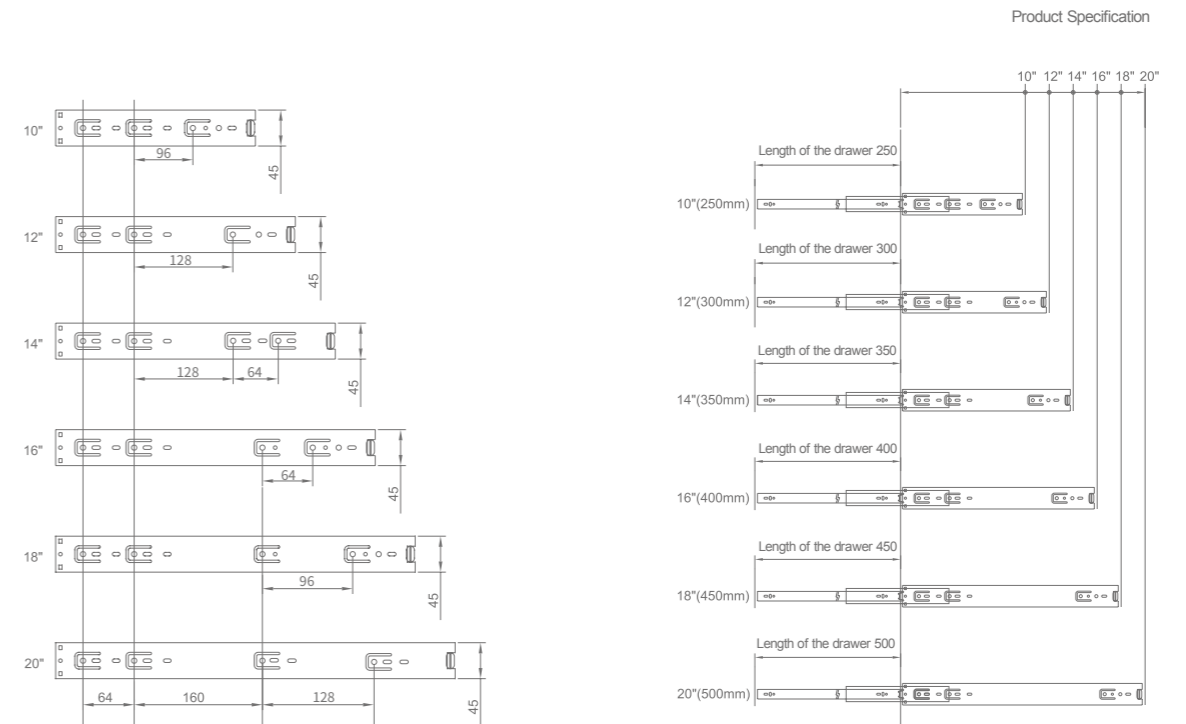 Product Specification
10"
96
45
12"
128
45
14"
128
64
45
16"
64
45
18"
96
45
20"
64
160
128
45
10" 12" 14" 16" 18" 20"
Length of the drawer 250
10"(250mm)
Length of the drawer 300
12"(300mm)
Length of the drawer 350
14"(350mm)
Length of the drawer 400
16"(400mm)
Length of the drawer 450
18"(450mm)
Length of the drawer 500
20"(500mm)